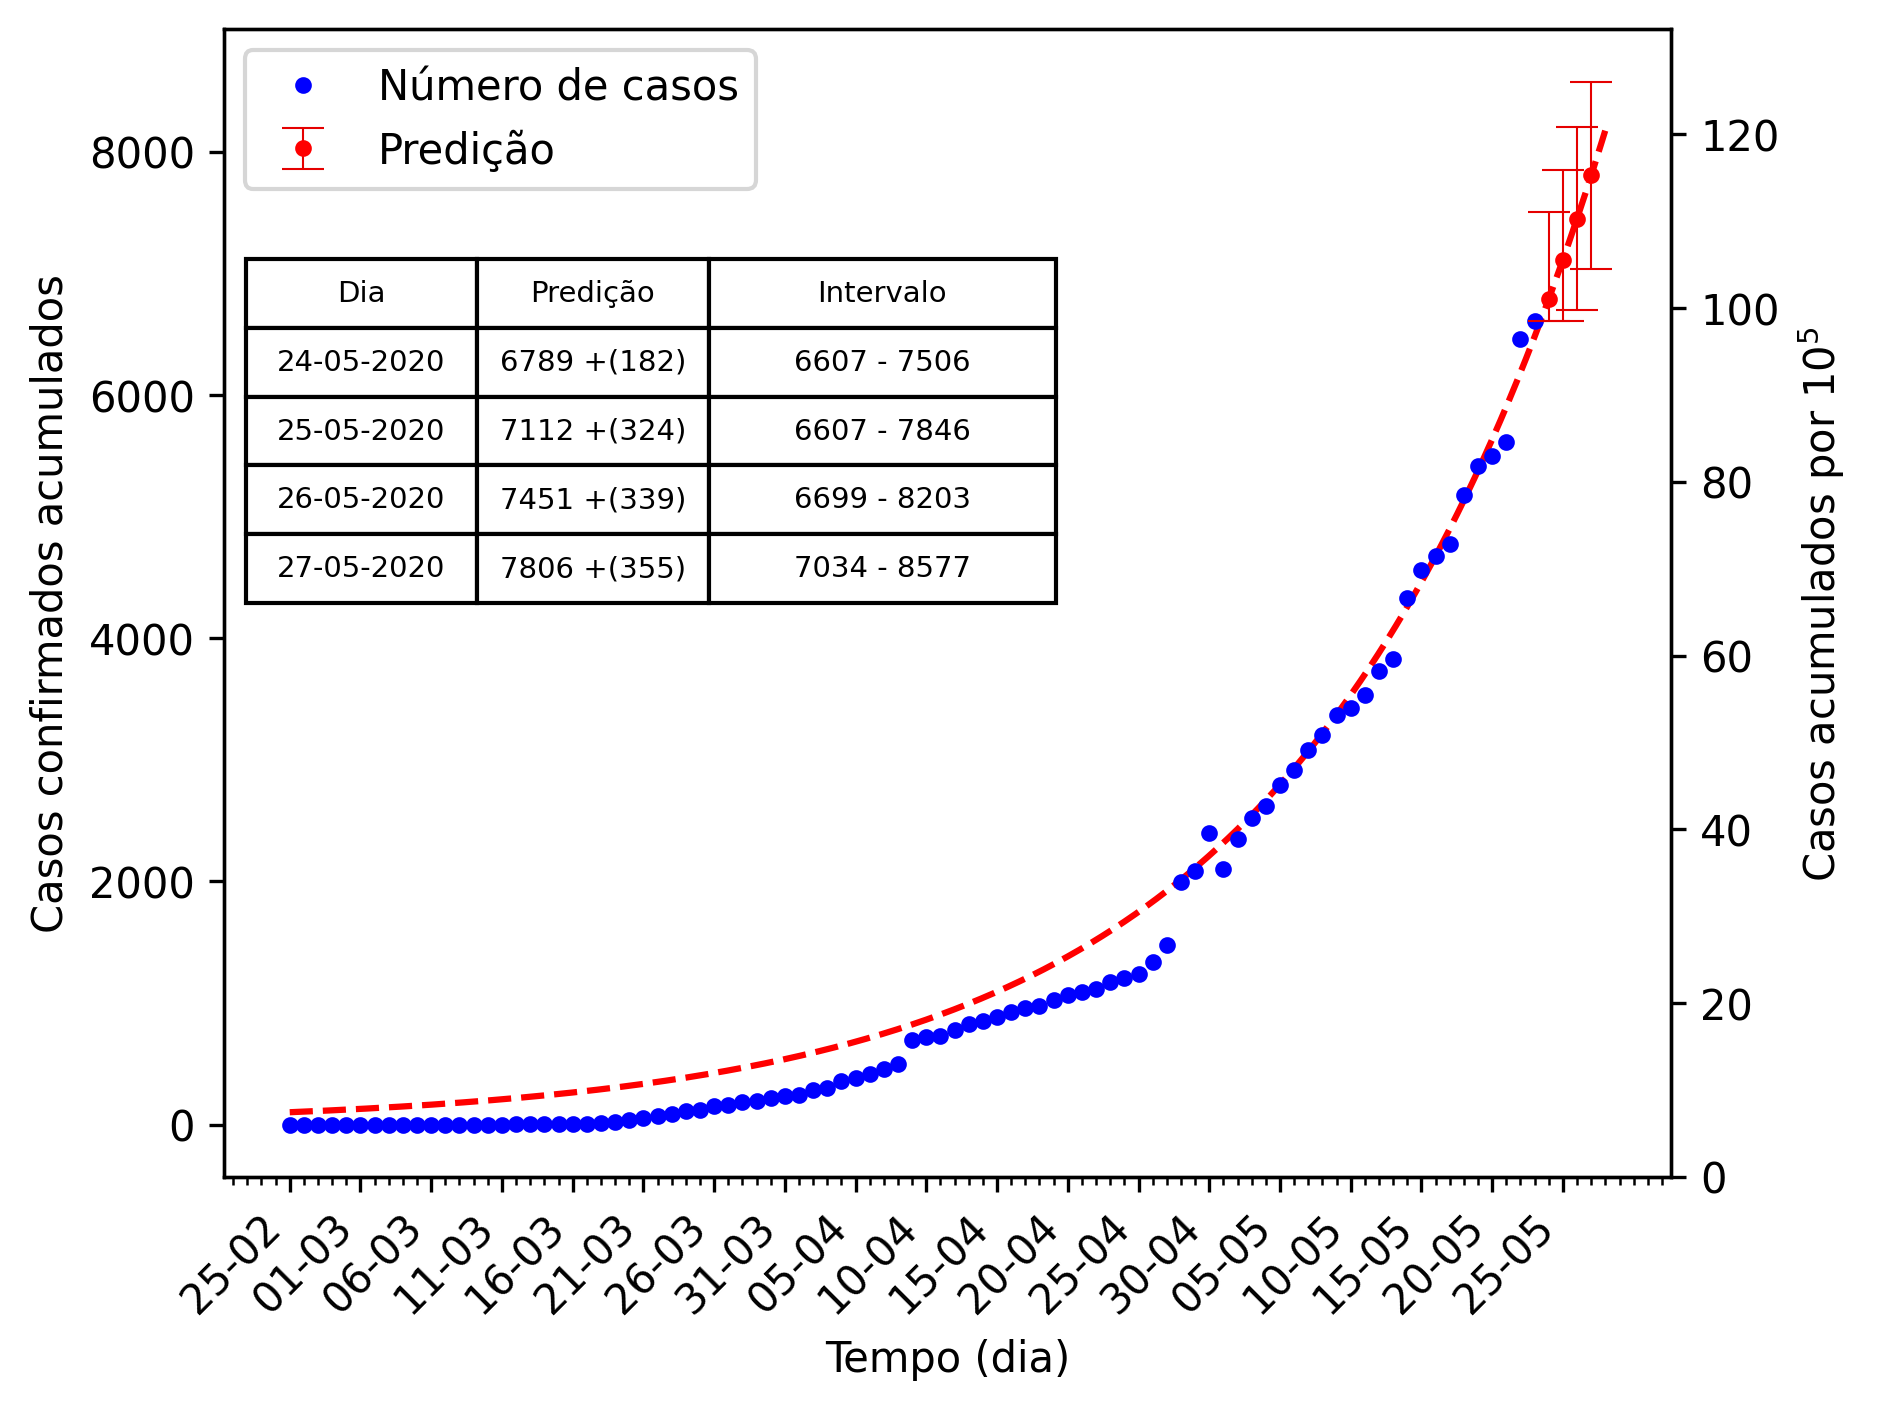 Número de casos
Predição
Dia Predição Intervalo
24-05-2020 6789 +(182) 6607 - 7506
25-05-2020 7112 +(324) 6607 - 7846
26-05-2020 7451 +(339) 6699 - 8203
27-05-2020 7806 +(355) 7034 - 8577
Casos confirmados acumulados
8000
6000
4000
2000
0
Casos acumulados por 10⁵
120
100
80
60
40
20
0
25-02 01-03 06-03 11-03 16-03 21-03 26-03 31-03 05-04 10-04 15-04 20-04 25-04 30-04 05-05 10-05 15-05 20-05 25-05
Tempo (dia)